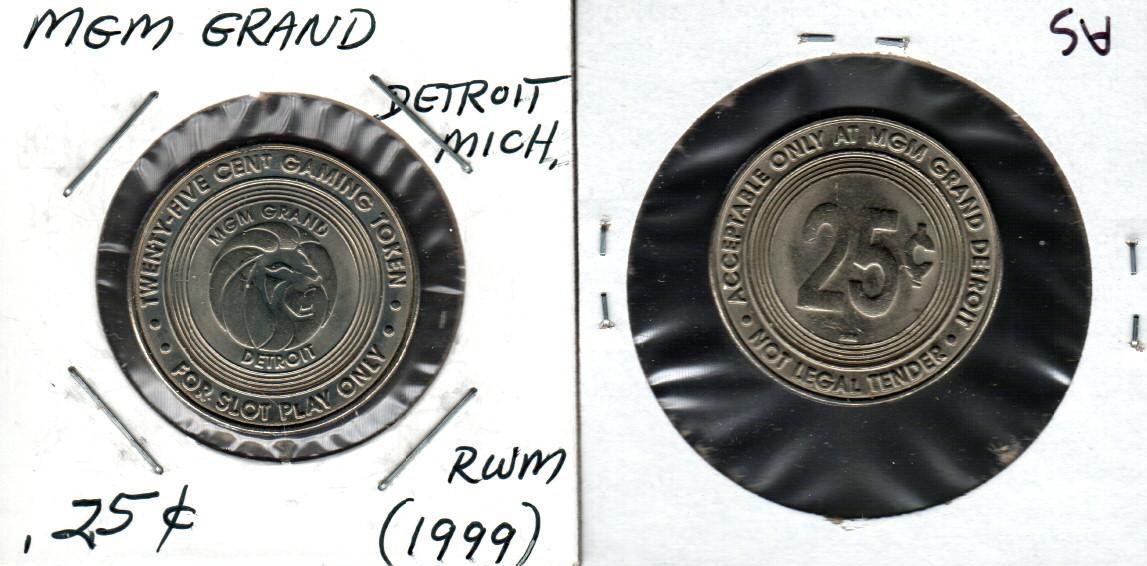 MGM GRAND
DETROIT
MICH,
• TWENTY-FIVE CENT GAMING TOKEN •
• FOR SLOT PLAY ONLY •
MGM GRAND
DETROIT
.25¢
RWM
(1999)
• ACCEPTABLE ONLY AT MGM GRAND DETROIT •
NOT LEGAL TENDER
25¢